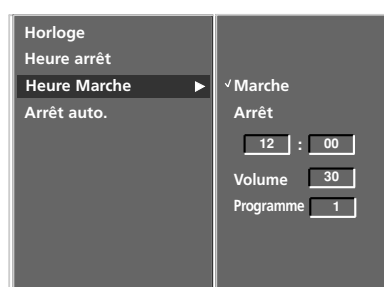 Horloge
Heure arrêt
Heure Marche ►
Arrêt auto.
√ Marche
Arrêt
12 : 00
Volume 30
Programme 1